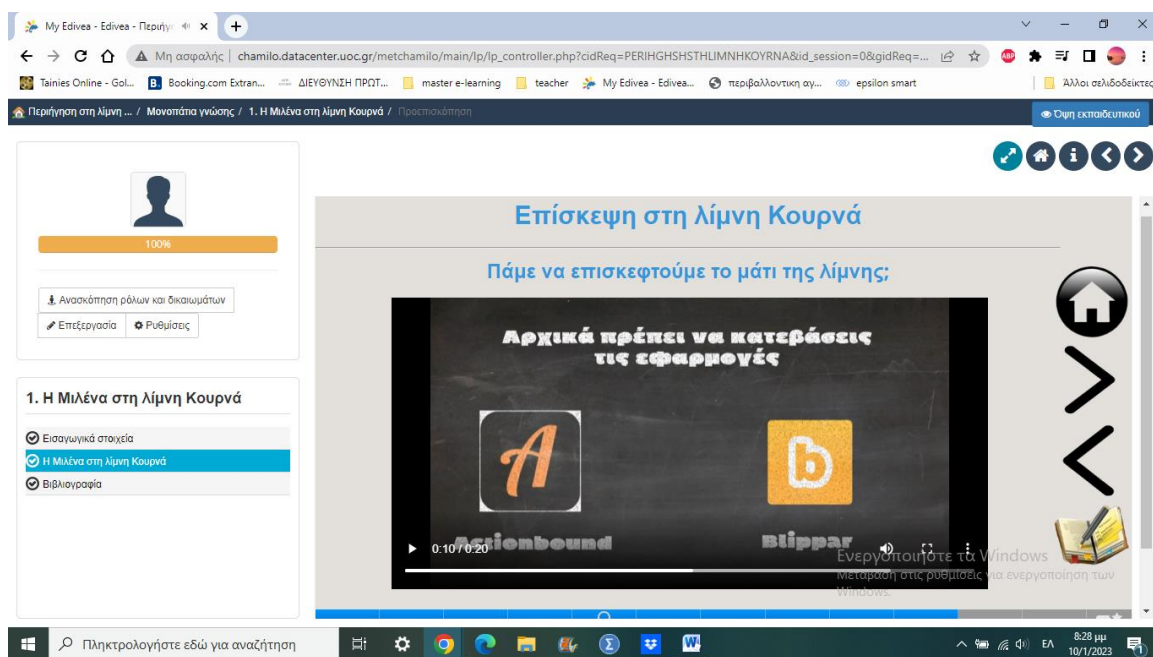 My Edivea - Edivea - Περιήγ
Μη ασφαλής | chamilo.datacenter.uoc.gr/metchamilo/main/lp/lp_controller.php?cidReq=PERIHGHSHSTHLIMNHKOYRNA&id_session=0&gidReq=...
Tainies Online - Gol... Booking.com Extran... ΔΙΕΥΘΥΝΣΗ ΠΡΩΤ... master e-learning teacher My Edivea - Edivea... περιβαλλοντικη αγ... epsilon smart Άλλοι σελιδοδείκτες
Περιήγηση στη λίμνη ... / Μονοπάτια γνώσης / 1. Η Μιλένα στη λίμνη Κουρνά / Προεπισκόπηση
Όψη εκπαιδευτικού
100%
Ανασκόπηση ρόλων και δικαιωμάτων
Επεξεργασία Ρυθμίσεις
1. Η Μιλένα στη λίμνη Κουρνά
Εισαγωγικά στοιχεία
Η Μιλένα στη λίμνη Κουρνά
Βιβλιογραφία
Επίσκεψη στη λίμνη Κουρνά
Πάμε να επισκεφτούμε το μάτι της λίμνης;
Αρχικά πρέπει να κατεβάσεις
τις εφαρμογές
A b
Actionbound Blippar
0:10 / 0:20
Ενεργοποιήστε τα Windows
Μετάβαση στις ρυθμίσεις για ενεργοποίηση των
Windows.
Πληκτρολογήστε εδώ για αναζήτηση
ΕΛ
8:28 μμ
10/1/2023